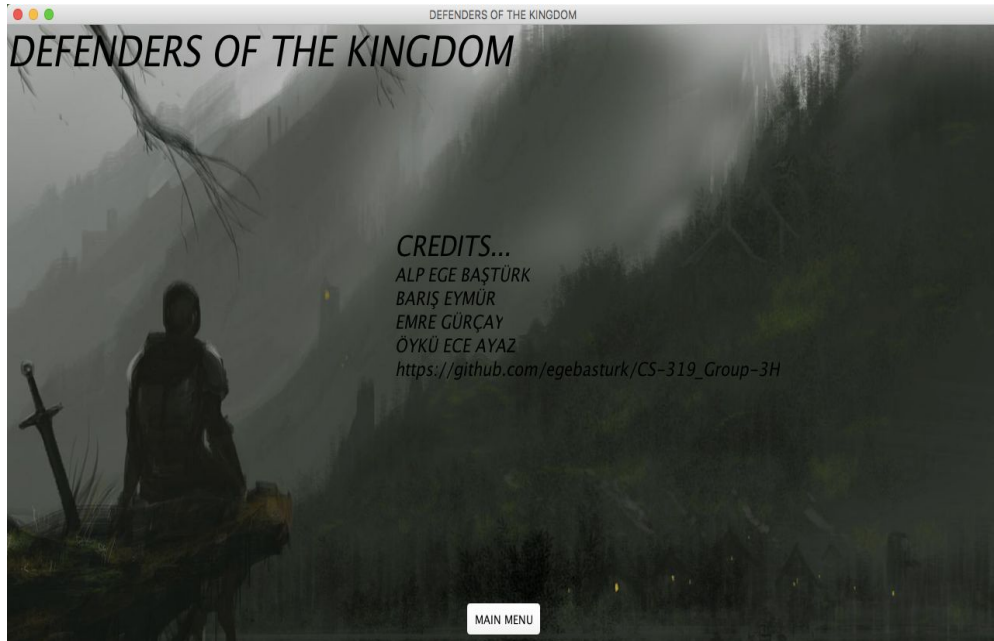 DEFENDERS OF THE KINGDOM
DEFENDERS OF THE KINGDOM
CREDITS...
ALP EGE BAŞTÜRK
BARIŞ EYMÜR
EMRE GÜRÇAY
ÖYKÜ ECE AYAZ
https://github.com/egebasturk/CS-319_Group-3H
MAIN MENU